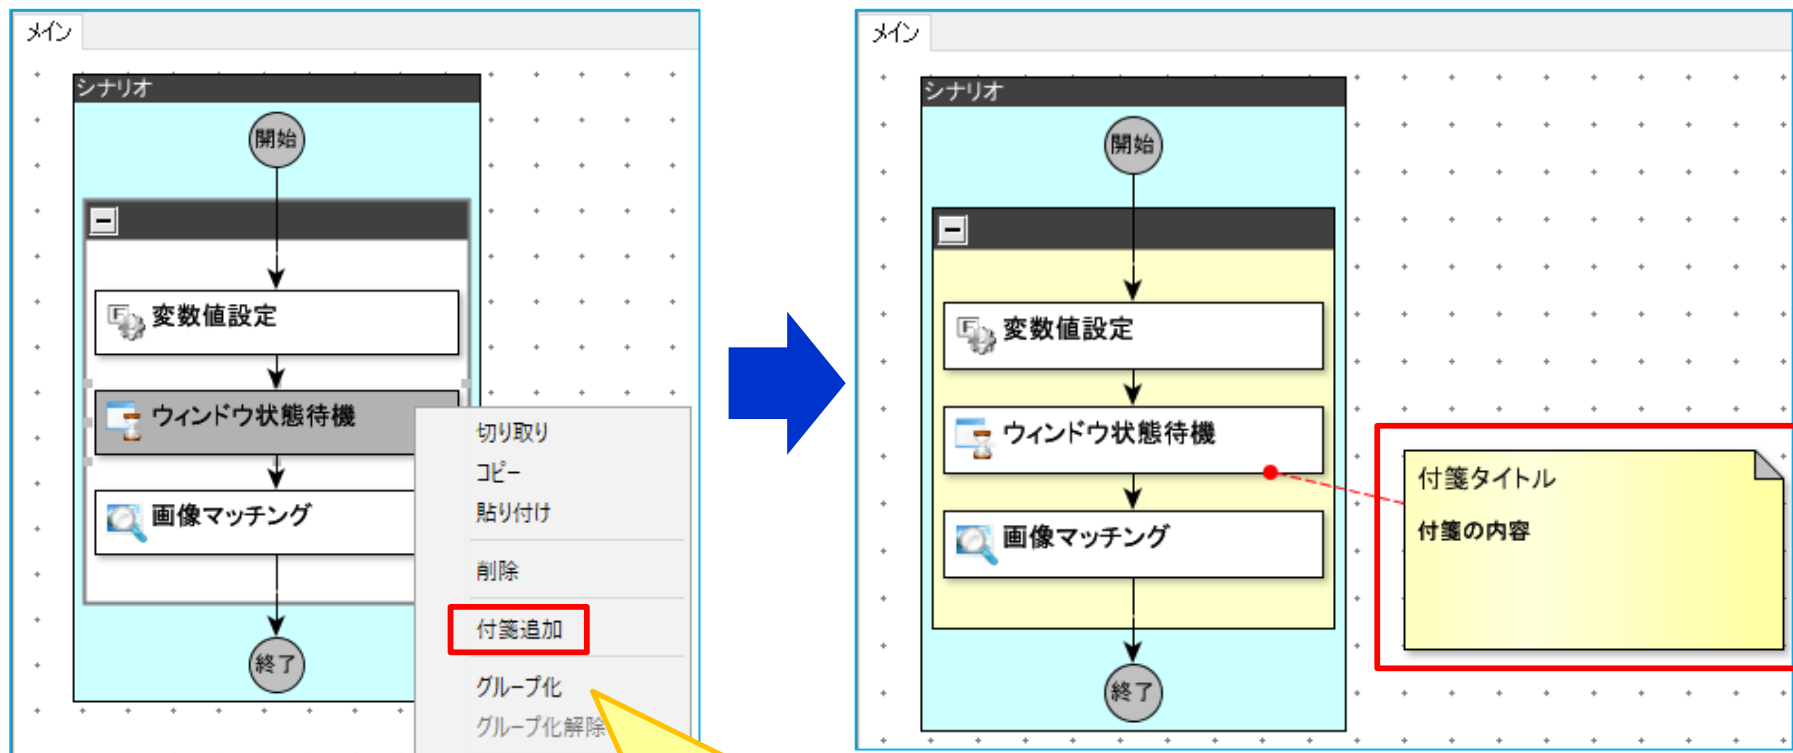 メイン
シナリオ
開始
変数値設定
ウィンドウ状態待機
画像マッチング
終了
切り取り
コピー
貼り付け
削除
付箋追加
グループ化
グループ化解除
メイン
シナリオ
開始
変数値設定
ウィンドウ状態待機
画像マッチング
終了
付箋タイトル
付箋の内容